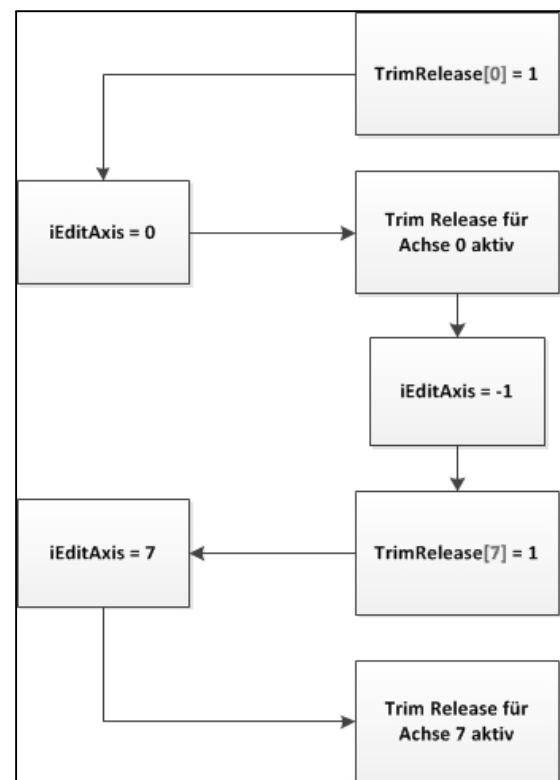 TrimRelease[0] = 1
iEditAxis = 0
Trim Release für
Achse 0 aktiv
iEditAxis = -1
TrimRelease[7] = 1
iEditAxis = 7
Trim Release für
Achse 7 aktiv